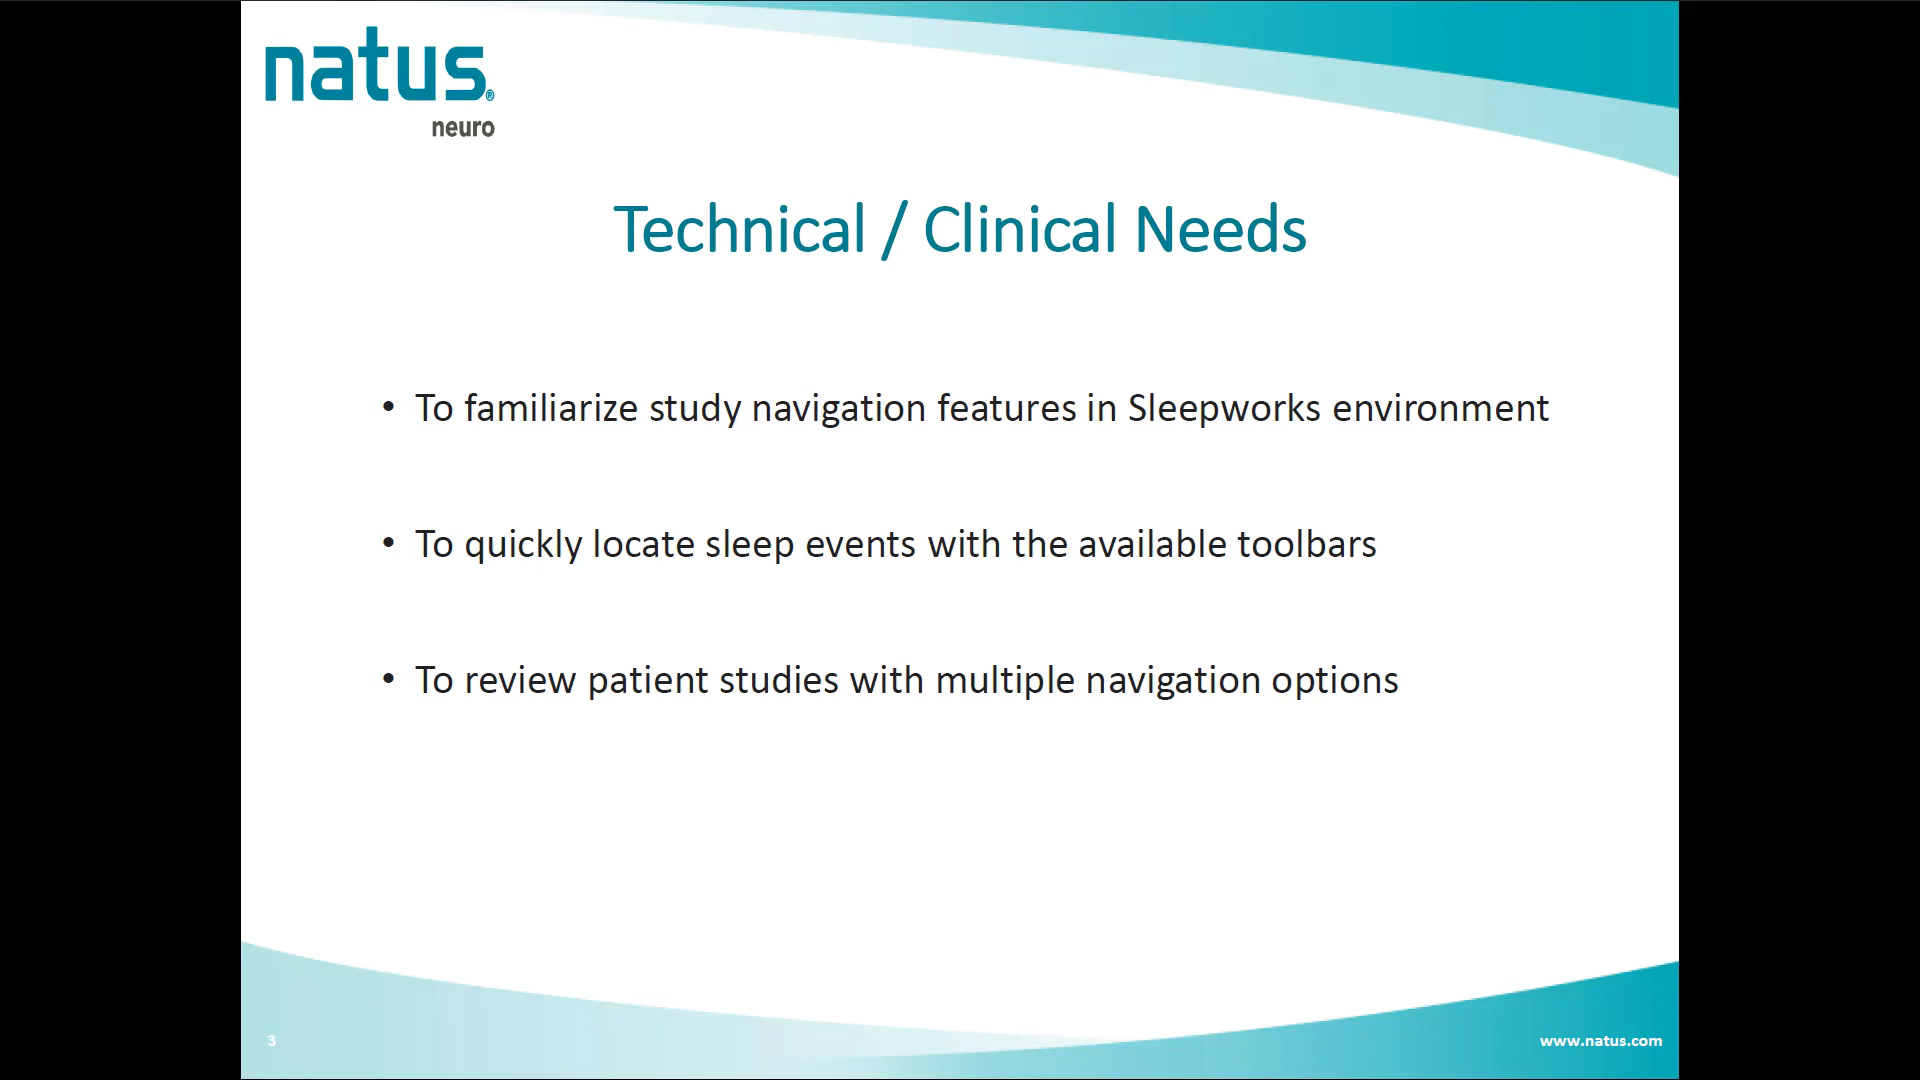 natus®
neuro
Technical / Clinical Needs
• To familiarize study navigation features in Sleepworks environment
• To quickly locate sleep events with the available toolbars
• To review patient studies with multiple navigation options
3
www.natus.com